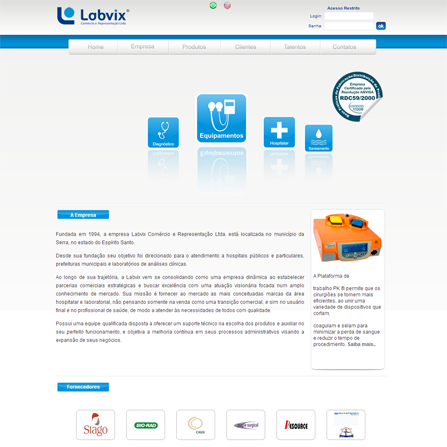 Labvix
Comércio e Representação Ltda.
Acesso Restrito
Login:
Senha:
ok
Home
Empresa
Produtos
Clientes
Talentos
Contatos
Empresa
Certificada pela
Resolução ANVISA
RDC59/2000
Diagnóstico
Equipamentos
Hospitalar
Saneamento
A Empresa
Fundada em 1994, a empresa Labvix Comércio e Representação Ltda. está localizada no município da
Serra, no estado do Espírito Santo.
Desde sua fundação seu objetivo foi direcionado para o atendimento a hospitais públicos e particulares,
prefeituras municipais e laboratórios de análises clínicas.
Ao longo de sua trajetória, a Labvix vem se consolidando como uma empresa dinâmica ao estabelecer
parcerias comerciais estratégicas e buscar excelência com uma atuação visionária focada num amplo
conhecimento de mercado. Sua missão é fornecer ao mercado as mais conceituadas marcas da área
hospitalar e laboratorial, não pensando somente na venda como uma transição comercial, e sim no usuário
final e no profissional de saúde, de modo a atender às necessidades de todos com qualidade.
Possui uma equipe qualificada disposta a oferecer um suporte técnico na escolha dos produtos e auxiliar no
seu perfeito funcionamento, e objetiva a melhoria contínua em seus processos administrativos visando a
expansão de seus negócios.
A Plataforma de
trabalho PK ® permite que os
cirurgiões se tornem mais
eficientes, ao unir uma
variedade de dispositivos que
cortam,
coagulam e selam para
minimizar a perda de sangue
e reduzir o tempo de
procedimento. Saiba mais...
Fornecedores
Stago
BIO-RAD
RESOURCE